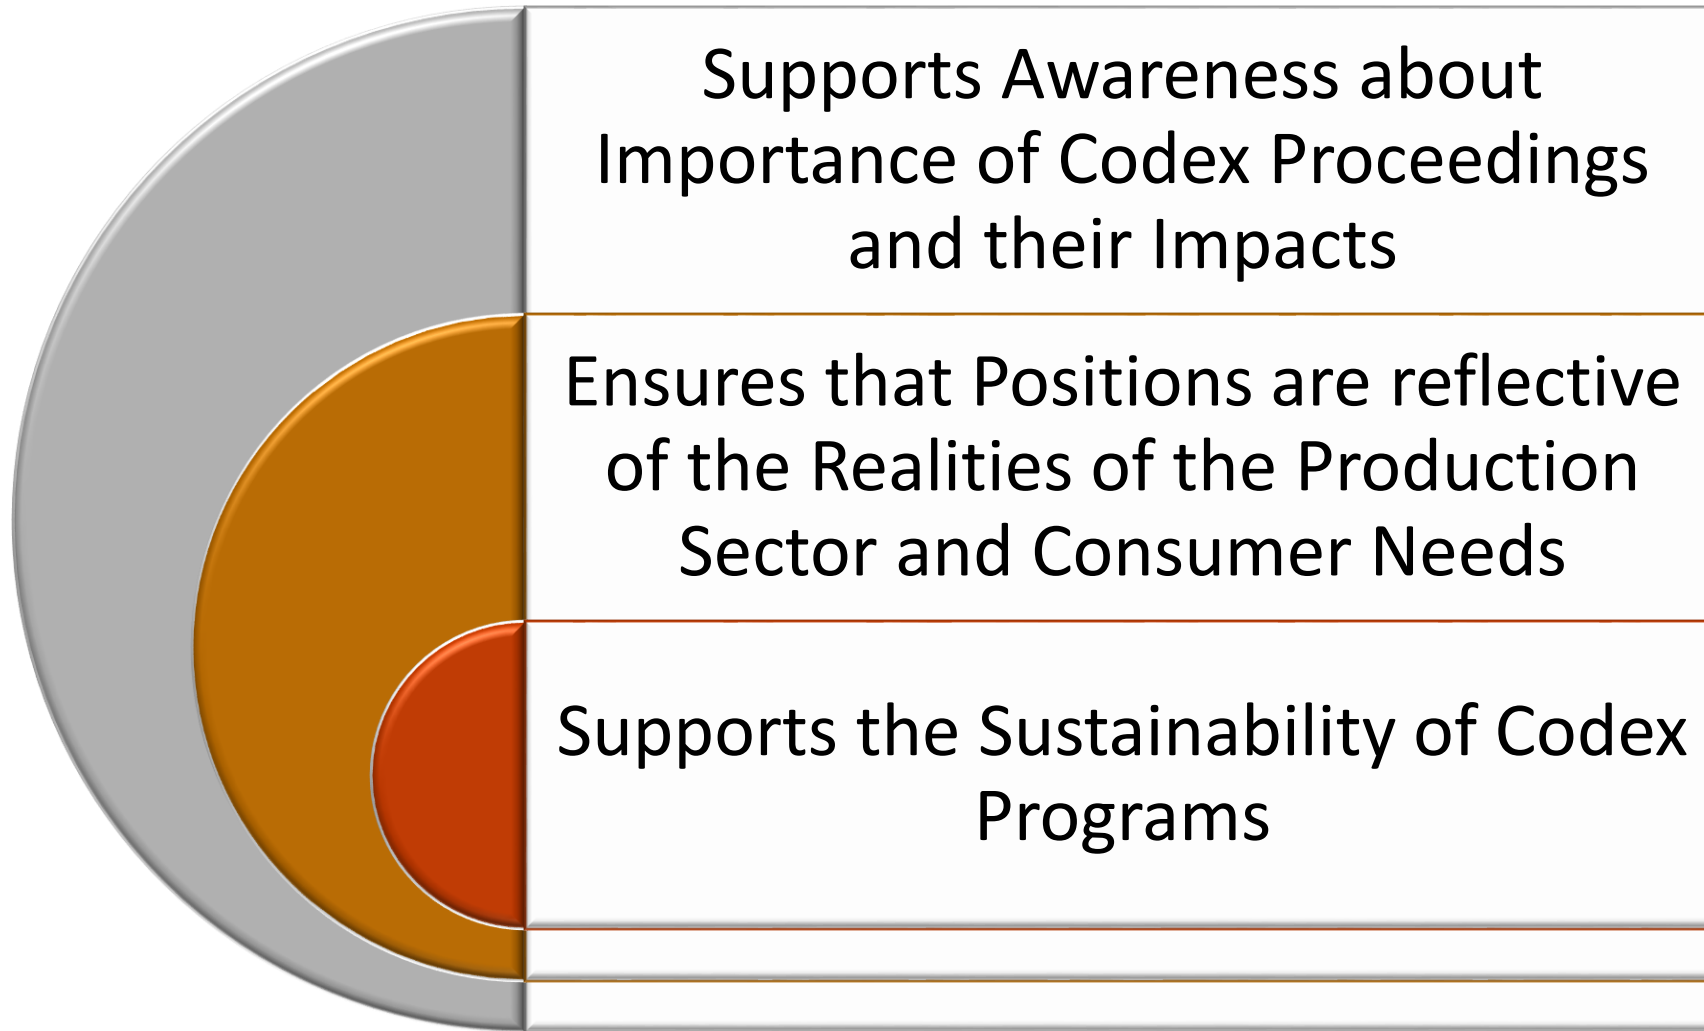 Supports Awareness about
Importance of Codex Proceedings
and their Impacts
Ensures that Positions are reflective
of the Realities of the Production
Sector and Consumer Needs
Supports the Sustainability of Codex
Programs